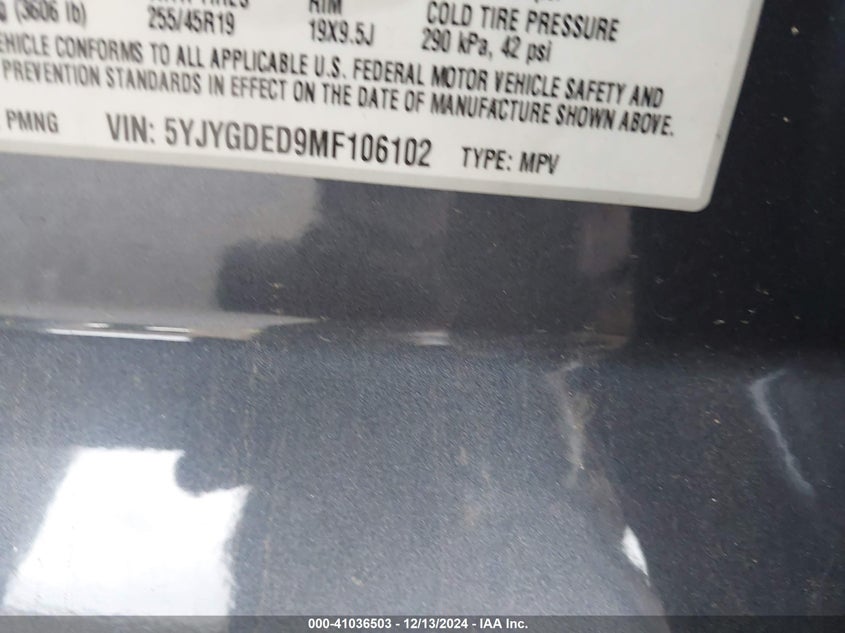 (3606 lb)
255/45R19
RIM
19X9.5J
COLD TIRE PRESSURE
290 kPa, 42 psi
EHICLE CONFORMS TO ALL APPLICABLE U.S. FEDERAL MOTOR VEHICLE SAFETY AND
PREVENTION STANDARDS IN EFFECT ON THE DATE OF MANUFACTURE SHOWN ABOVE.
PMNG VIN: 5YJYGDED9MF106102 TYPE: MPV
000-41036503 - 12/13/2024 - IAA Inc.